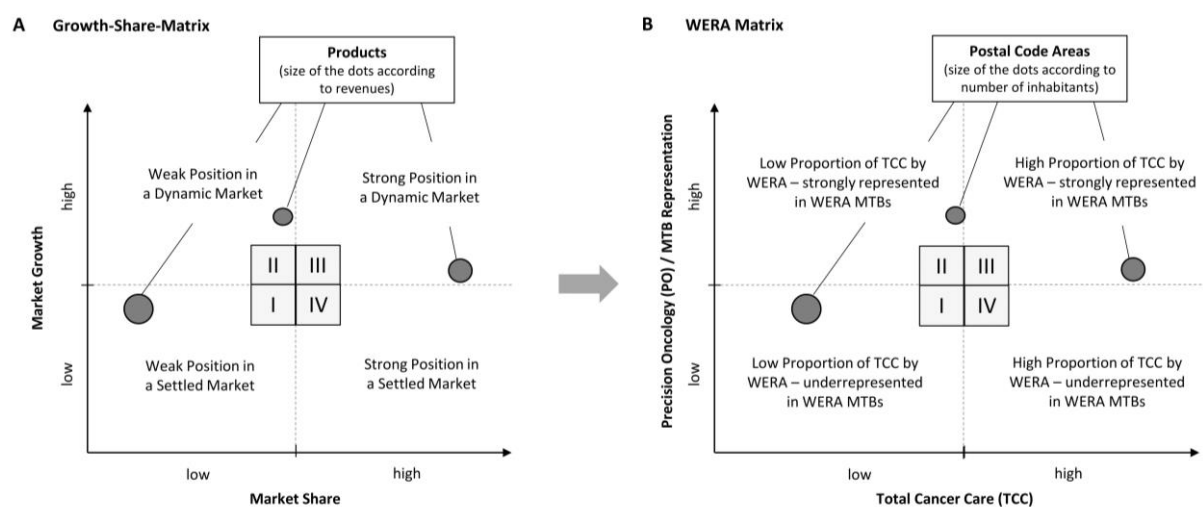 A Growth-Share-Matrix
Products
(size of the dots according
to revenues)
Weak Position in
a Dynamic Market
Strong Position in
a Dynamic Market
high
Market Growth
low
II
III
I
IV
Weak Position in
a Settled Market
Strong Position in
a Settled Market
low
high
Market Share
B WERA Matrix
Postal Code Areas
(size of the dots according to
number of inhabitants)
Low Proportion of TCC by
WERA – strongly represented
in WERA MTBs
High Proportion of TCC by
WERA – strongly represented
in WERA MTBs
high
Precision Oncology (PO) / MTB Representation
low
II
III
I
IV
Low Proportion of TCC by
WERA – underrepresented
in WERA MTBs
High Proportion of TCC by
WERA – underrepresented
in WERA MTBs
low
high
Total Cancer Care (TCC)